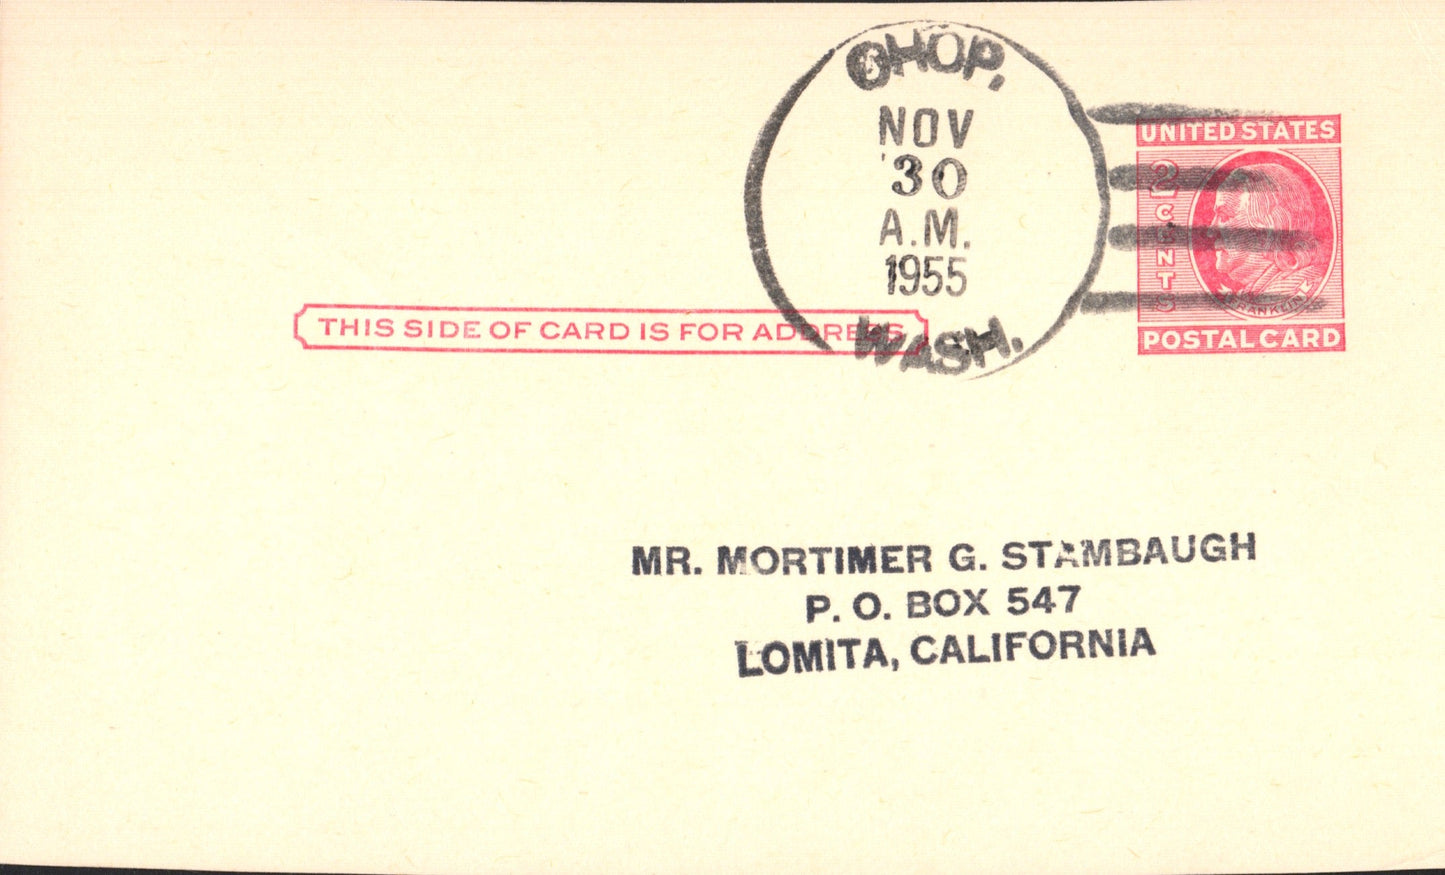 OHOP,
NOV
30
A.M.
1955
WASH.
UNITED STATES
2 CENTS
FRANKLIN
POSTAL CARD
THIS SIDE OF CARD IS FOR ADDRESS
MR. MORTIMER G. STAMBAUGH
P. O. BOX 547
LOMITA, CALIFORNIA